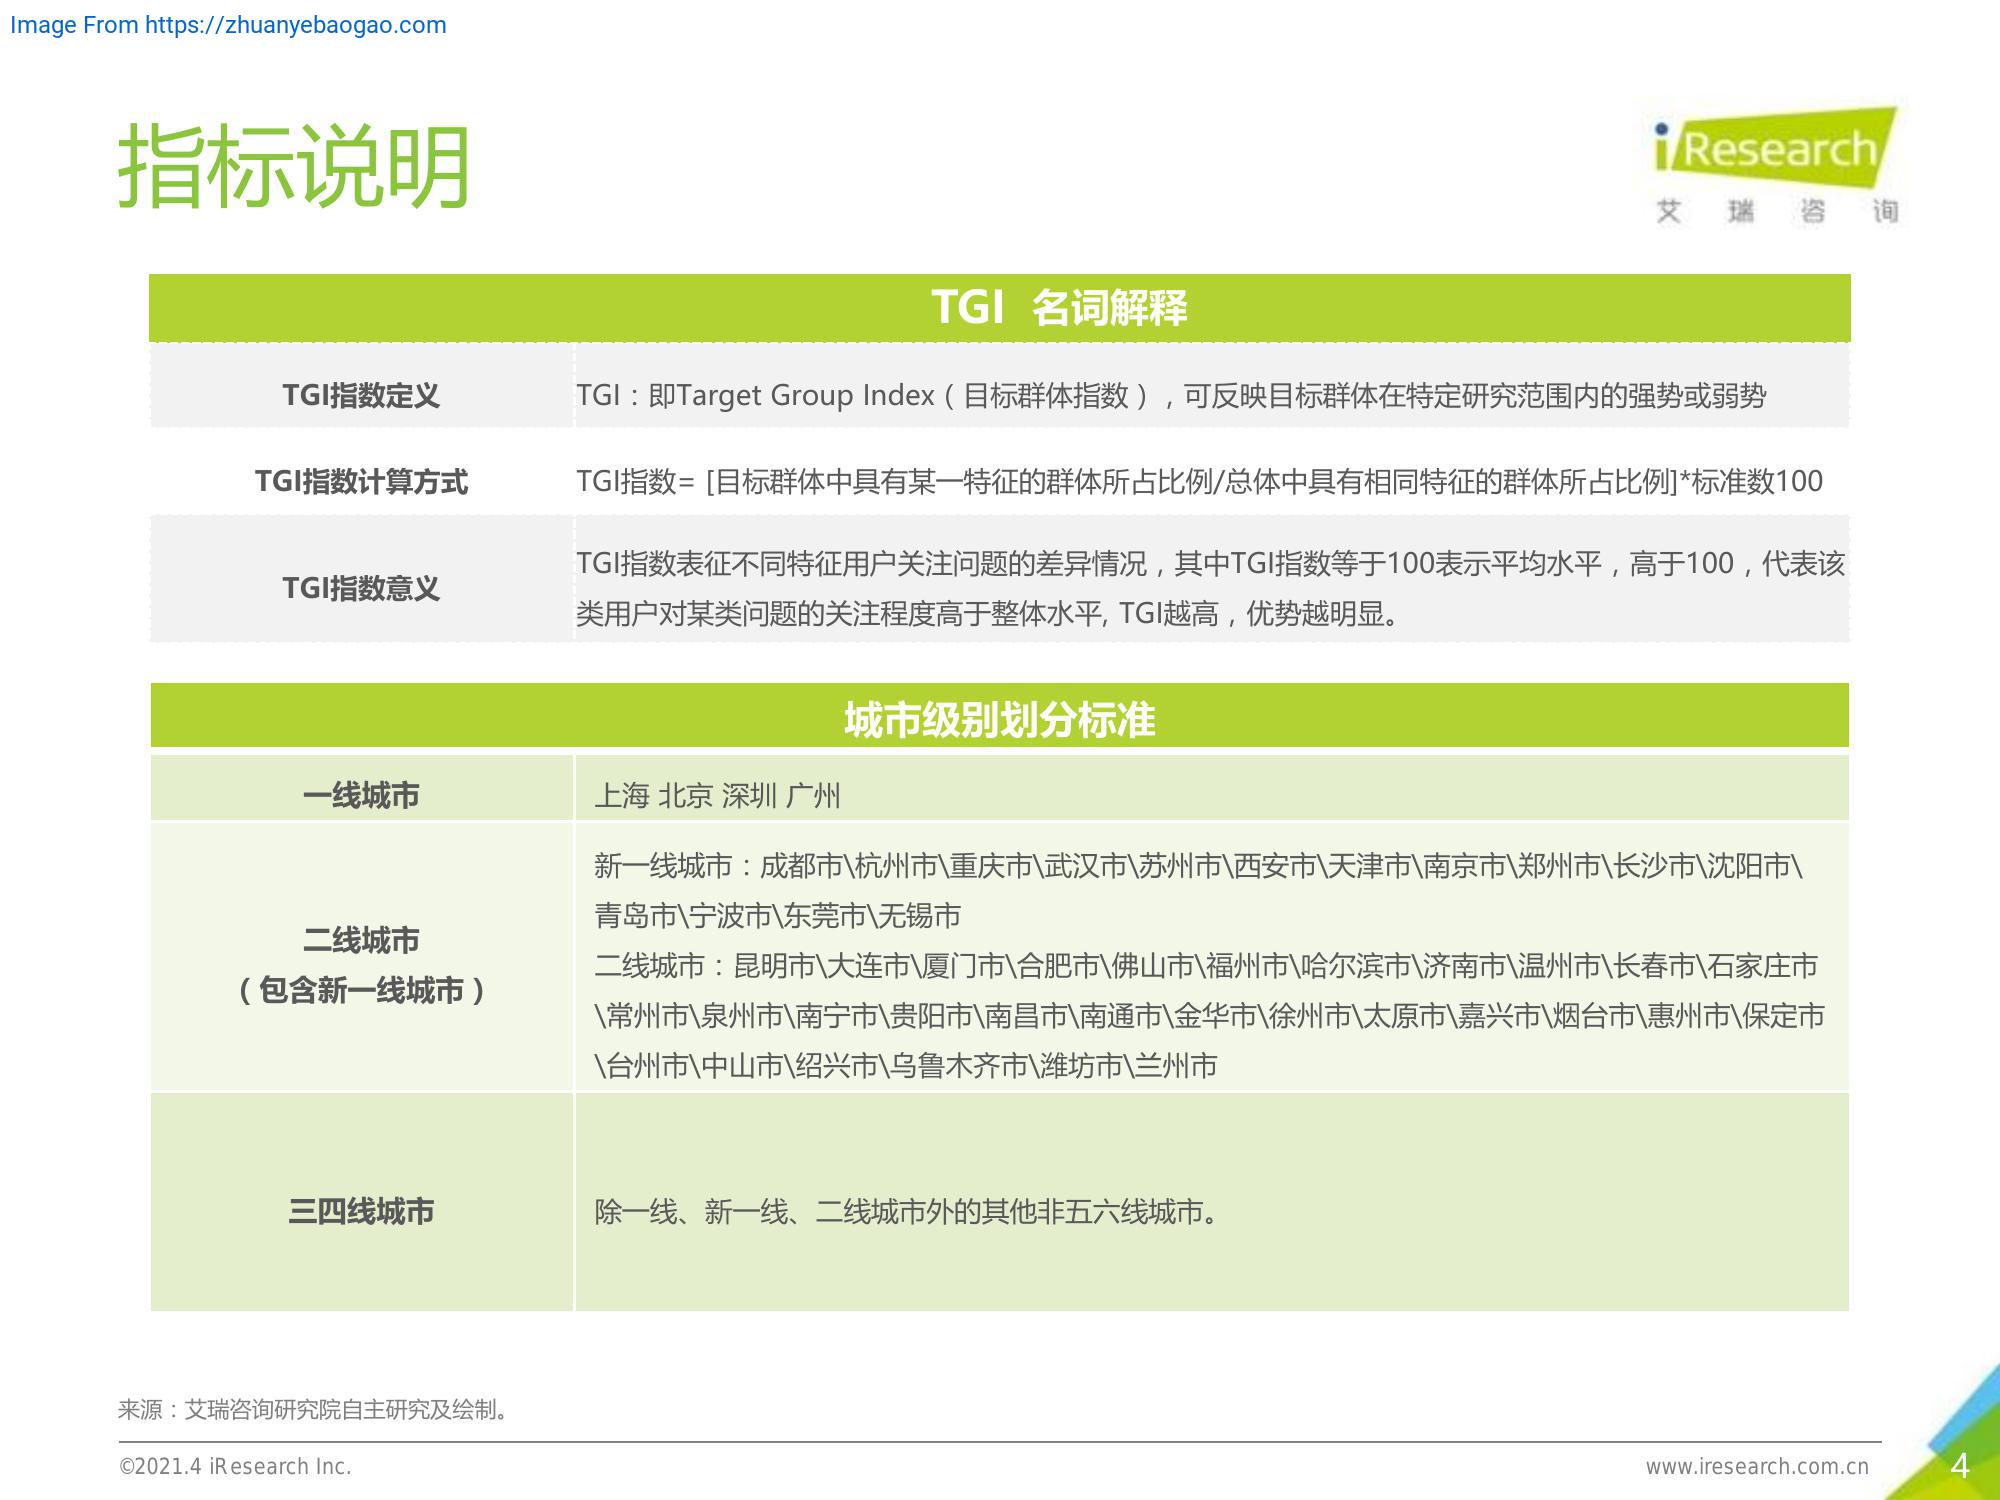 Image From https://zhuanyebaogao.com
指标说明
iResearch
艾瑞咨询
TGI 名词解释
TGI指数定义
TGI：即Target Group Index（目标群体指数），可反映目标群体在特定研究范围内的强势或弱势
TGI指数计算方式
TGI指数= [目标群体中具有某一特征的群体所占比例/总体中具有相同特征的群体所占比例]*标准数100
TGI指数意义
TGI指数表征不同特征用户关注问题的差异情况，其中TGI指数等于100表示平均水平，高于100，代表该
类用户对某类问题的关注程度高于整体水平, TGI越高，优势越明显。
城市级别划分标准
一线城市
上海 北京 深圳 广州
二线城市
（包含新一线城市）
新一线城市：成都市\杭州市\重庆市\武汉市\苏州市\西安市\天津市\南京市\郑州市\长沙市\沈阳市\
青岛市\宁波市\东莞市\无锡市
二线城市：昆明市\大连市\厦门市\合肥市\佛山市\福州市\哈尔滨市\济南市\温州市\长春市\石家庄市
\常州市\泉州市\南宁市\贵阳市\南昌市\南通市\金华市\徐州市\太原市\嘉兴市\烟台市\惠州市\保定市
\台州市\中山市\绍兴市\乌鲁木齐市\潍坊市\兰州市
三四线城市
除一线、新一线、二线城市外的其他非五六线城市。
来源：艾瑞咨询研究院自主研究及绘制。
©2021.4 iResearch Inc.
www.iresearch.com.cn
4